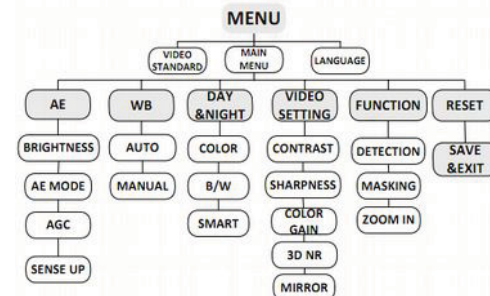 MENU
VIDEO
STANDARD
MAIN
MENU
LANGUAGE
AE
WB
DAY
&NIGHT
VIDEO
SETTING
FUNCTION
RESET
BRIGHTNESS
AUTO
COLOR
CONTRAST
DETECTION
SAVE
&EXIT
AE MODE
MANUAL
B/W
SHARPNESS
MASKING
AGC
SMART
COLOR
GAIN
ZOOM IN
SENSE UP
3D NR
MIRROR